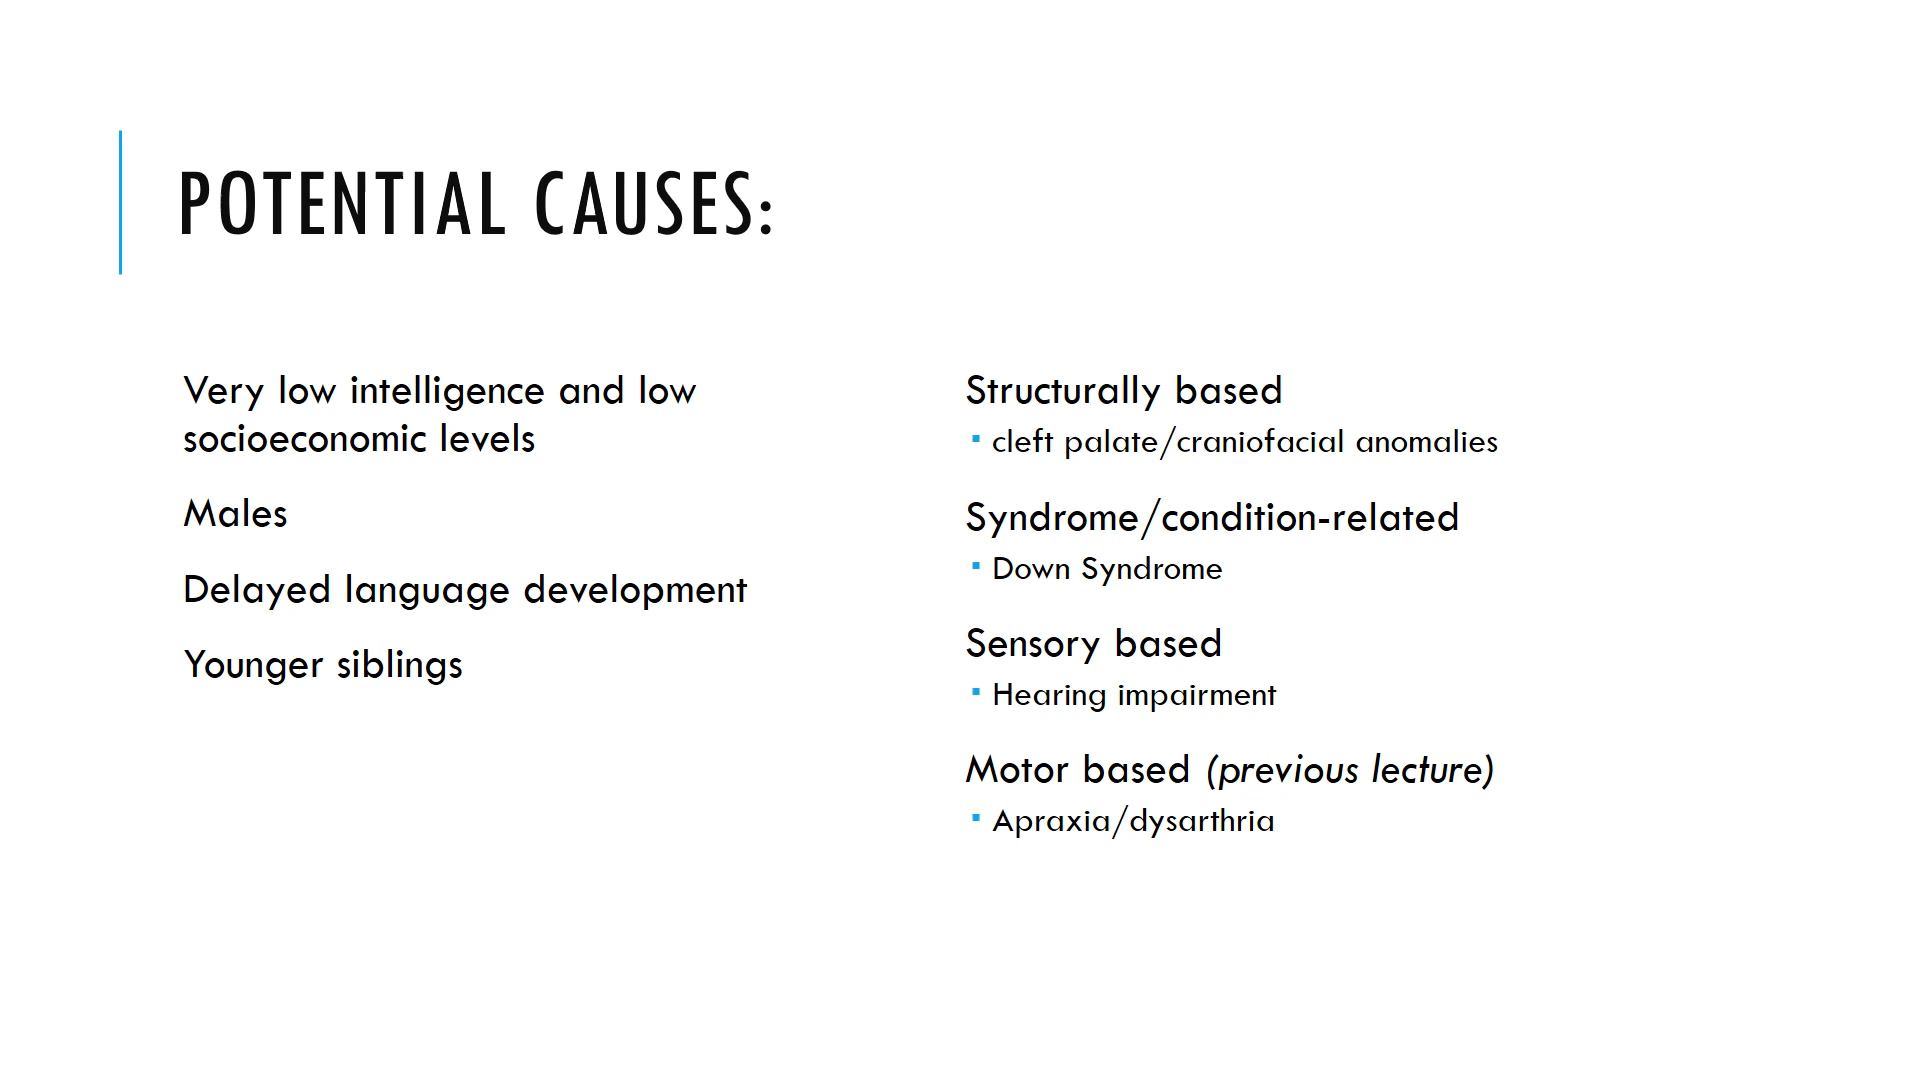 POTENTIAL CAUSES:
Very low intelligence and low
socioeconomic levels
Males
Delayed language development
Younger siblings
Structurally based
▪ cleft palate/craniofacial anomalies
Syndrome/condition-related
▪ Down Syndrome
Sensory based
▪ Hearing impairment
Motor based (previous lecture)
▪ Apraxia/dysarthria